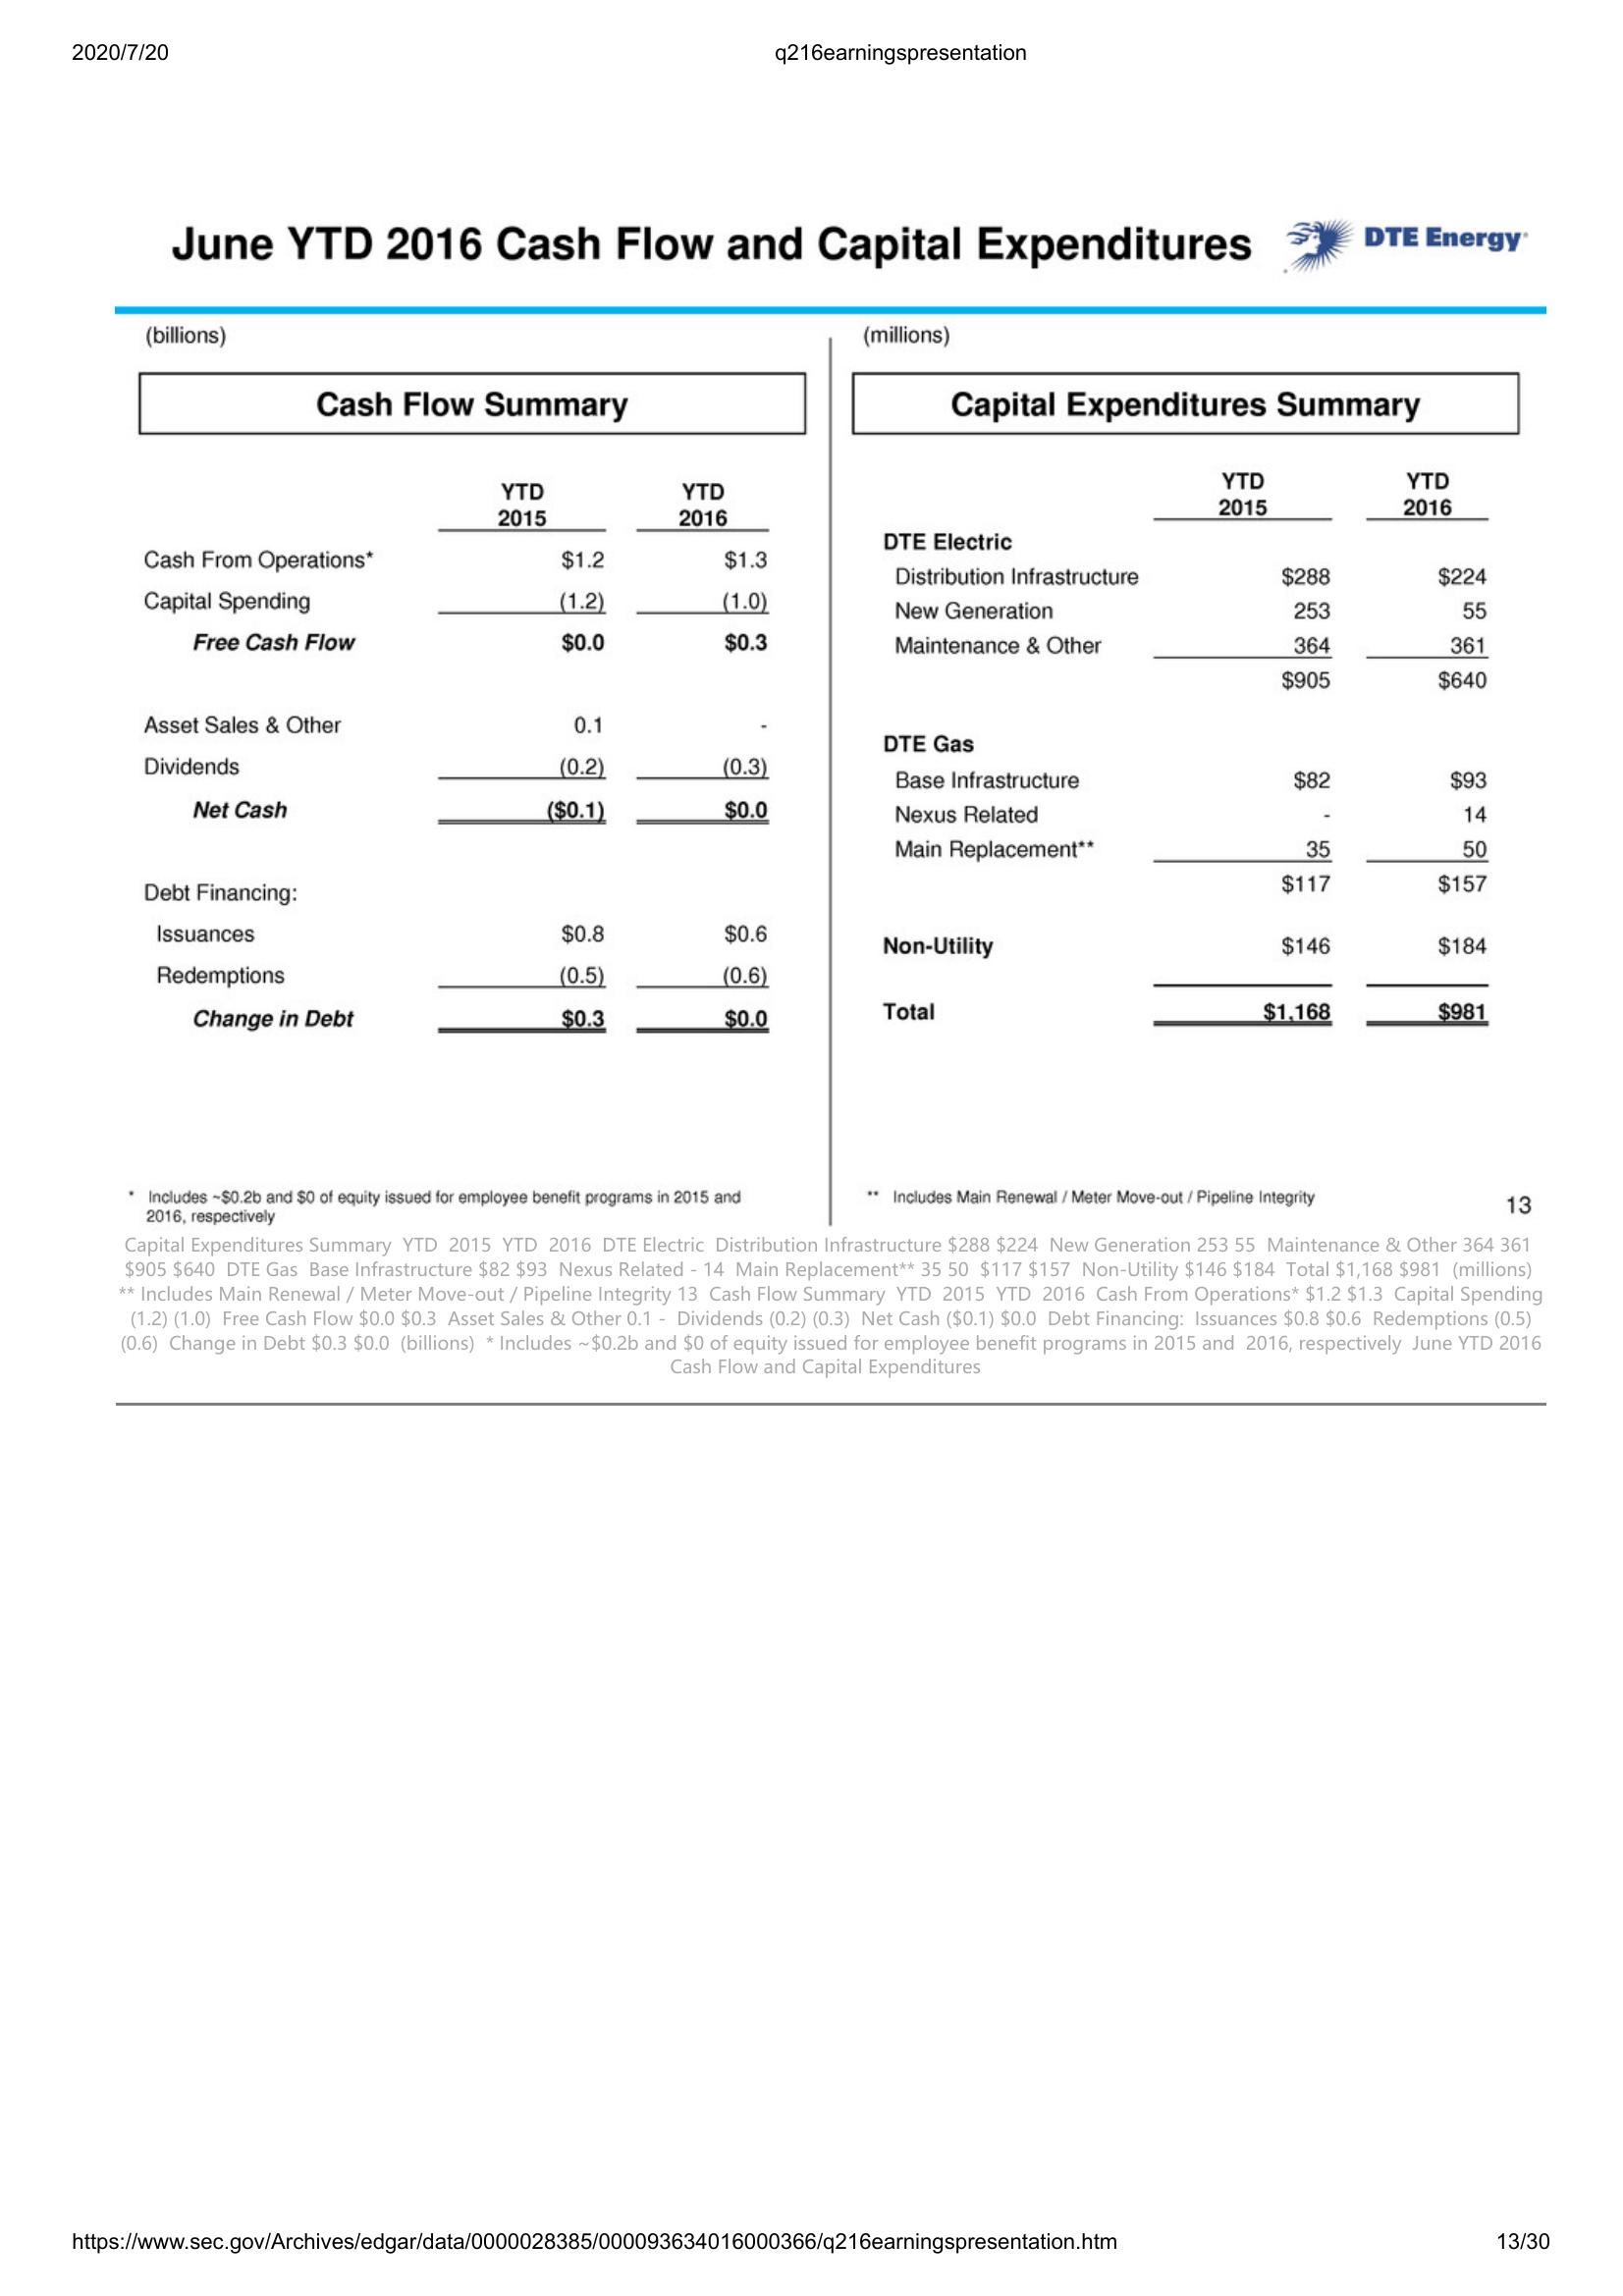 2020/7/20 q216earningspresentation
June YTD 2016 Cash Flow and Capital Expenditures DTE Energy®
(billions)
Cash Flow Summary
YTD YTD
2015 2016
Cash From Operations* $1.2 $1.3
Capital Spending (1.2) (1.0)
Free Cash Flow $0.0 $0.3
Asset Sales & Other 0.1 -
Dividends (0.2) (0.3)
Net Cash ($0.1) $0.0
Debt Financing:
Issuances $0.8 $0.6
Redemptions (0.5) (0.6)
Change in Debt $0.3 $0.0
* Includes ~$0.2b and $0 of equity issued for employee benefit programs in 2015 and
2016, respectively
(millions)
Capital Expenditures Summary
YTD YTD
2015 2016
DTE Electric
Distribution Infrastructure $288 $224
New Generation 253 55
Maintenance & Other 364 361
$905 $640
DTE Gas
Base Infrastructure $82 $93
Nexus Related - 14
Main Replacement** 35 50
$117 $157
Non-Utility $146 $184
Total $1,168 $981
** Includes Main Renewal / Meter Move-out / Pipeline Integrity
13
Capital Expenditures Summary YTD 2015 YTD 2016 DTE Electric Distribution Infrastructure $288 $224 New Generation 253 55 Maintenance & Other 364 361
$905 $640 DTE Gas Base Infrastructure $82 $93 Nexus Related - 14 Main Replacement** 35 50 $117 $157 Non-Utility $146 $184 Total $1,168 $981 (millions)
** Includes Main Renewal / Meter Move-out / Pipeline Integrity 13 Cash Flow Summary YTD 2015 YTD 2016 Cash From Operations* $1.2 $1.3 Capital Spending
(1.2) (1.0) Free Cash Flow $0.0 $0.3 Asset Sales & Other 0.1 - Dividends (0.2) (0.3) Net Cash ($0.1) $0.0 Debt Financing: Issuances $0.8 $0.6 Redemptions (0.5)
(0.6) Change in Debt $0.3 $0.0 (billions) * Includes ~$0.2b and $0 of equity issued for employee benefit programs in 2015 and 2016, respectively June YTD 2016
Cash Flow and Capital Expenditures
https://www.sec.gov/Archives/edgar/data/0000028385/000093634016000366/q216earningspresentation.htm 13/30